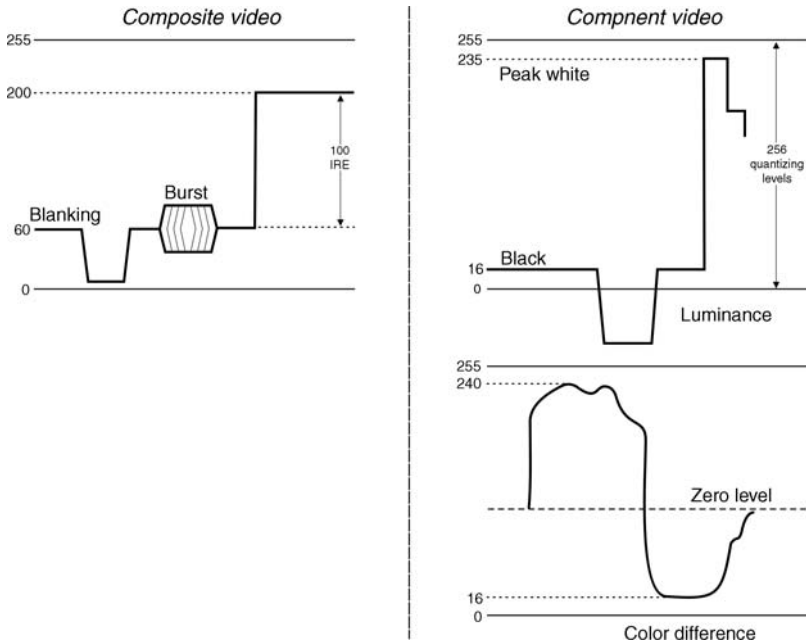 Composite video
255
200
100
IRE
Burst
Blanking
60
0
Compnent video
255
235
Peak white
256
quantizing
levels
Black
16
0
Luminance
255
240
Zero level
16
0
Color difference